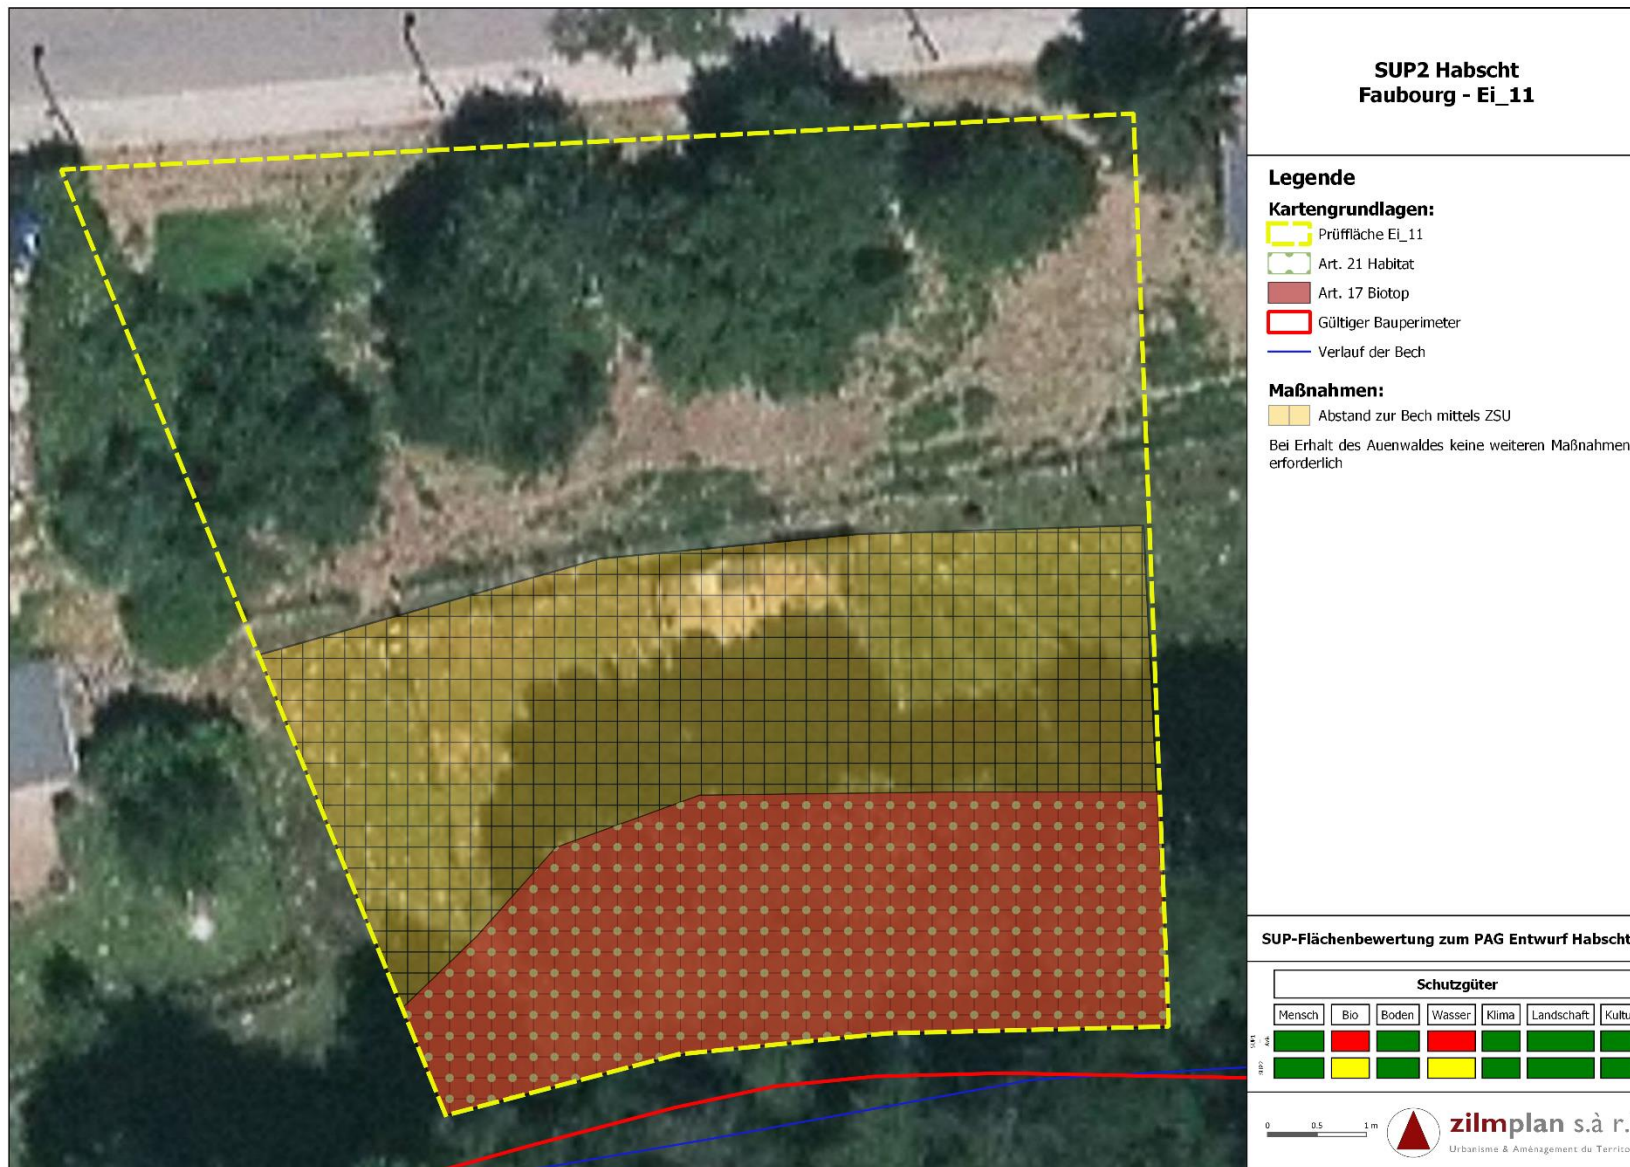 SUP2 Habscht
Faubourg - Ei_11
Legende
Kartengrundlagen:
Prüffläche Ei_11
Art. 21 Habitat
Art. 17 Biotop
Gültiger Bauperimeter
Verlauf der Bech
Maßnahmen:
Abstand zur Bech mittels ZSU
Bei Erhalt des Auenwaldes keine weiteren Maßnahmen
erforderlich
SUP-Flächenbewertung zum PAG Entwurf Habscht
Schutzgüter
Mensch Bio Boden Wasser Klima Landschaft Kultu
SUP2
0 0.5 1 m
zilmplan s.à r.
Urbanisme & Aménagement du Territo